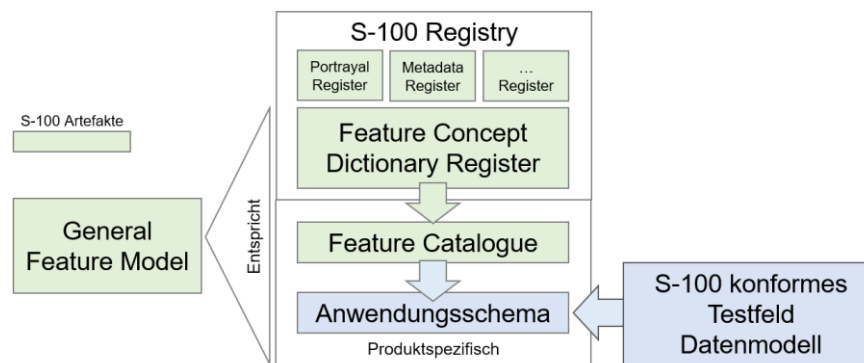 S-100 Registry
Portrayal
Register
Metadata
Register
…
Register
S-100 Artefakte
Feature Concept
Dictionary Register
General
Feature Model
Entspricht
Feature Catalogue
Anwendungsschema
Produktspezifisch
S-100 konformes
Testfeld
Datenmodell